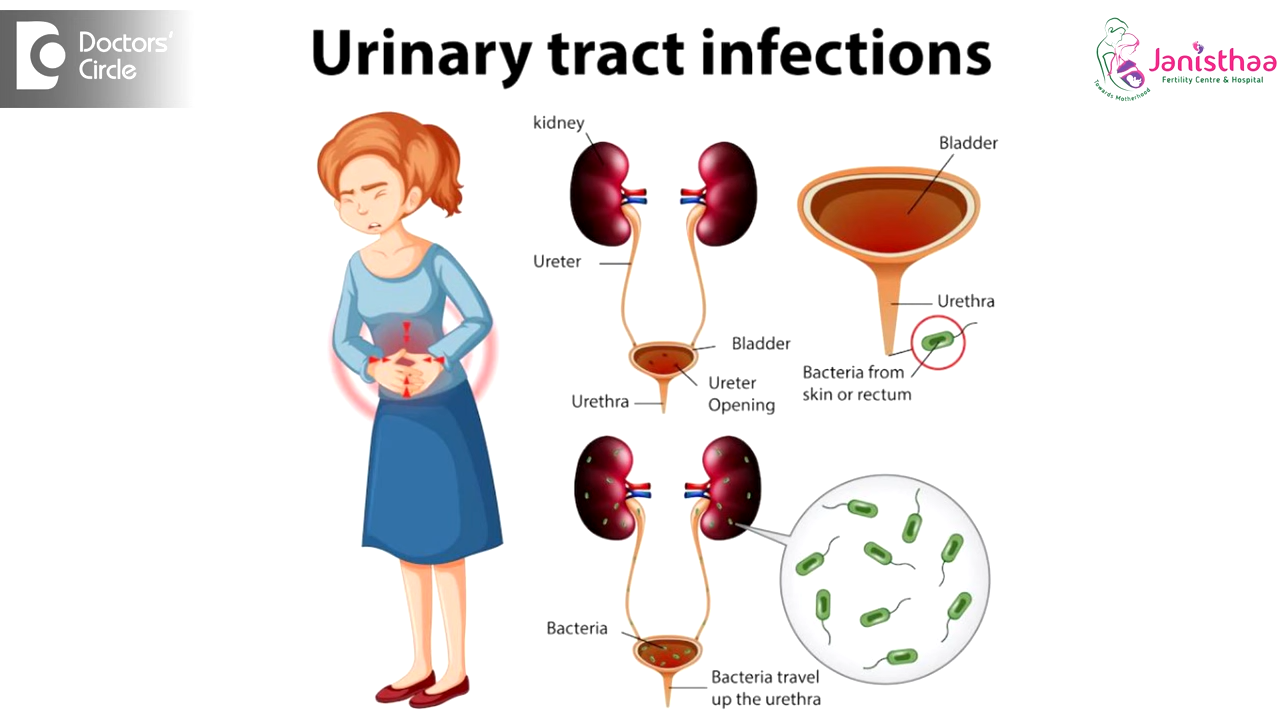 Doctors'
Circle
Urinary tract infections
Janisthaa
Fertility Centre & Hospital
Towards Motherhood
kidney
Ureter
Bladder
Ureter
Opening
Urethra
Bladder
Urethra
Bacteria from
skin or rectum
Bacteria
Bacteria travel
up the urethra